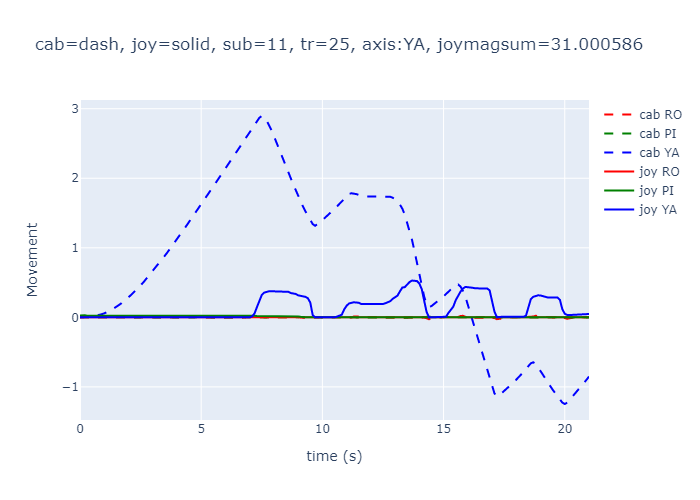 cab=dash, joy=solid, sub=11, tr=25, axis:YA, joymagsum=31.000586
Movement
3
2
1
0
−1
0 5 10 15 20
time (s)
cab RO
cab PI
cab YA
joy RO
joy PI
joy YA